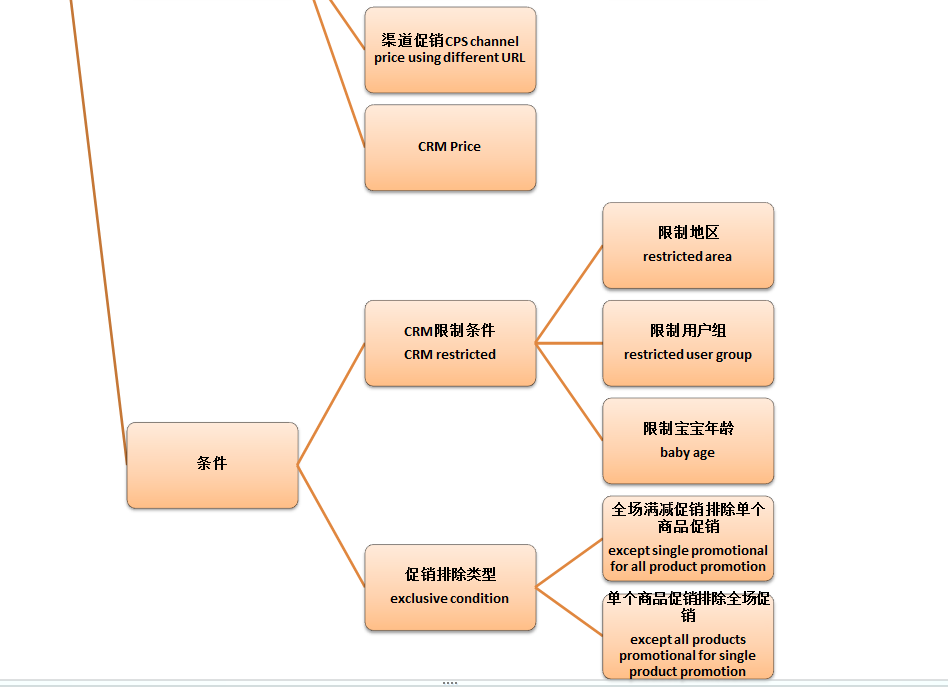 渠道促销CPS channel
price using different URL
CRM Price
条件
CRM限制条件
CRM restricted
限制地区
restricted area
限制用户组
restricted user group
限制宝宝年龄
baby age
促销排除类型
exclusive condition
全场满减促销排除单个
商品促销
except single promotional
for all product promotion
单个商品促销排除全场促
销
except all products
promotional for single
product promotion